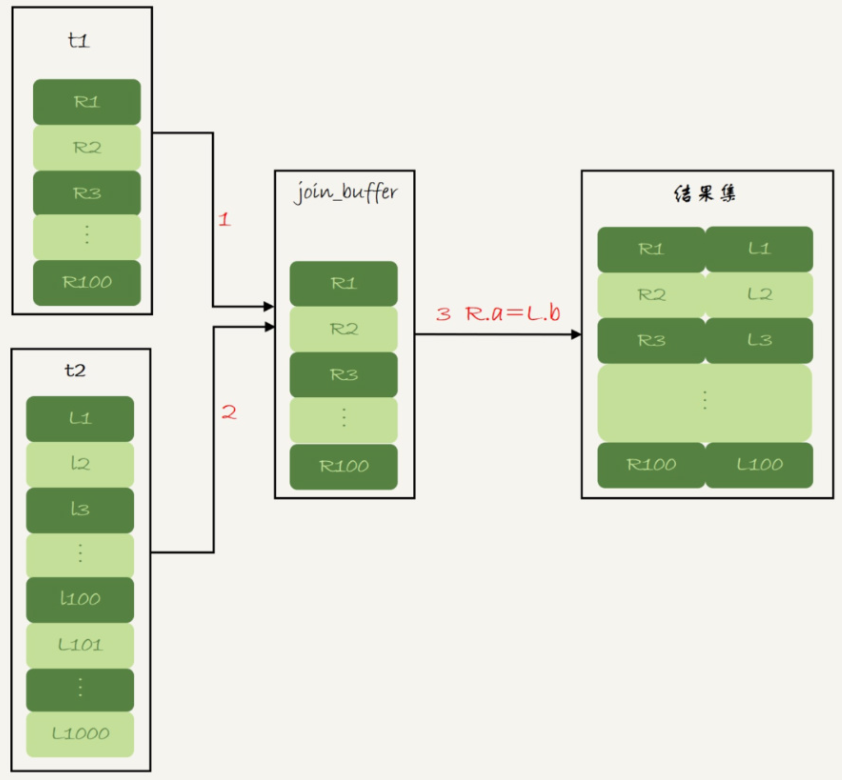 t1
R1
R2
R3
⋮
R100
t2
L1
l2
l3
⋮
l100
L101
⋮
L1000
1
2
join_buffer
R1
R2
R3
⋮
R100
3 R.a=L.b
结果集
R1 L1
R2 L2
R3 L3
⋮
R100 L100